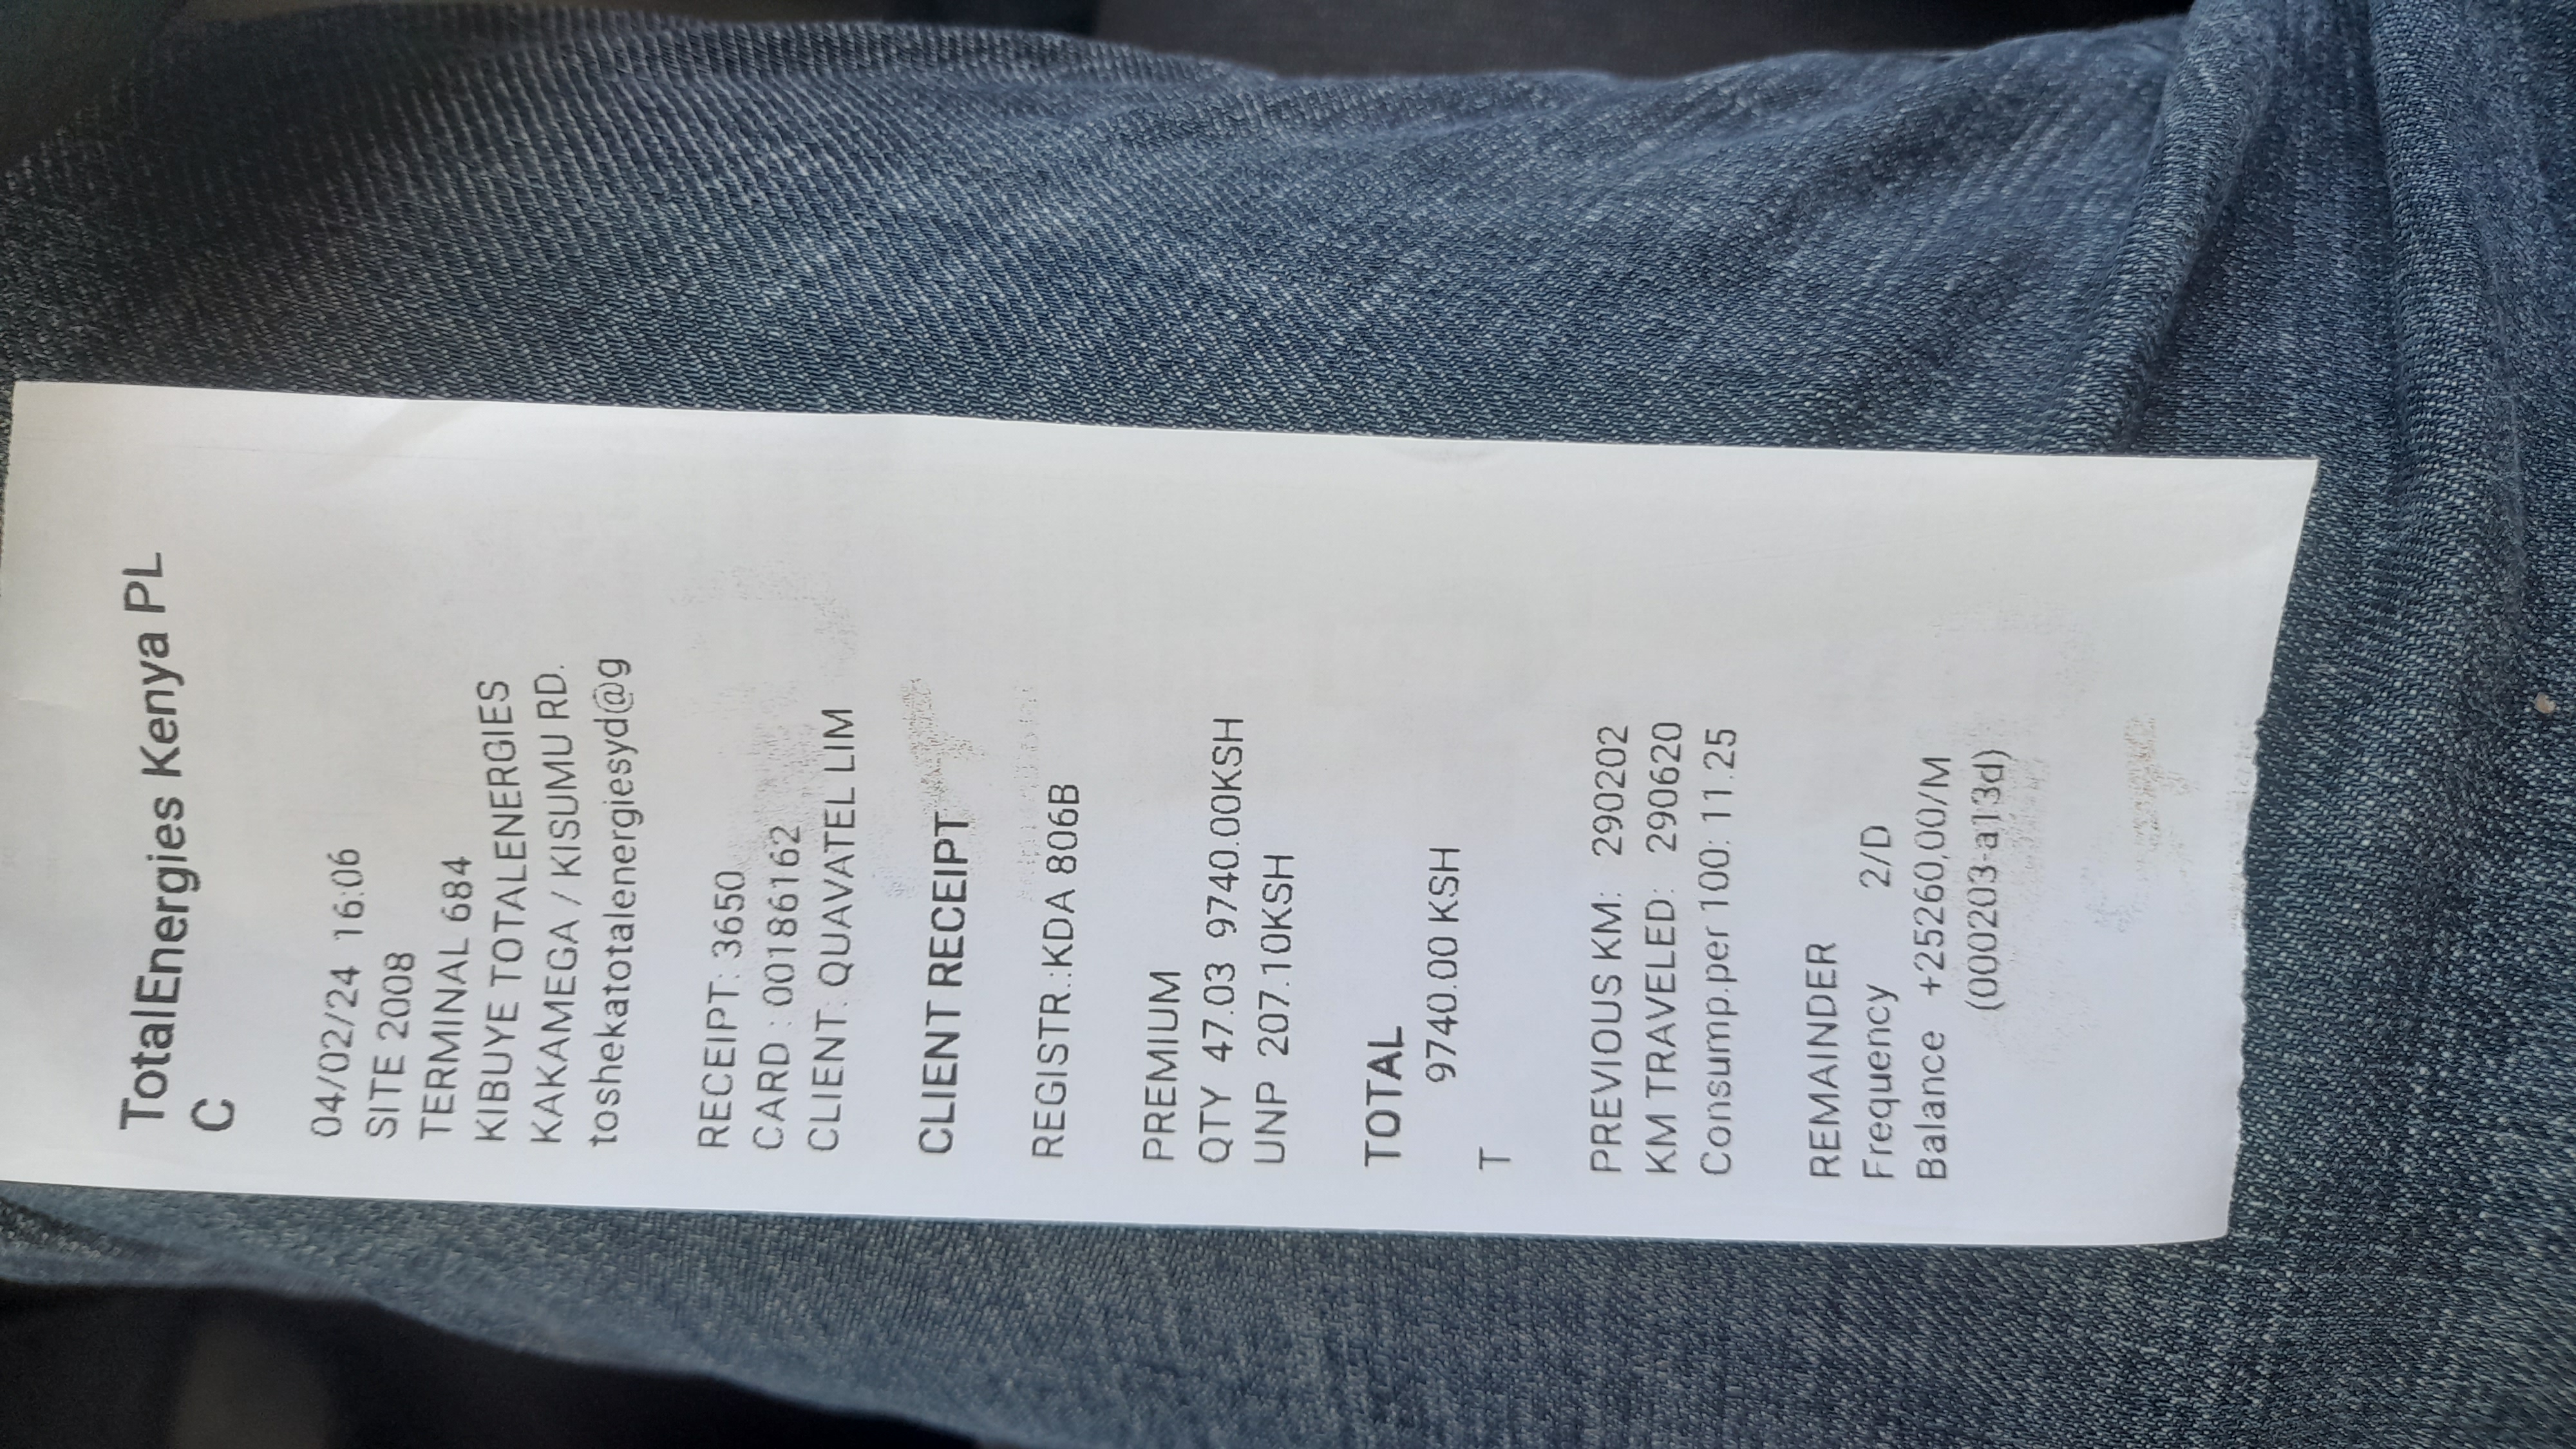 TotalEnergies Kenya PL
C
04/02/24 16:06
SITE 2008
TERMINAL 684
KIBUYE TOTALENERGIES
KAKAMEGA / KISUMU RD.
toshekatotalenergiesyd@g
RECEIPT: 3650
CARD : 00186162
CLIENT: QUAVATEL LIM
CLIENT RECEIPT
REGISTR.:KDA 806B
PREMIUM
QTY 47.03 9740.00KSH
UNP 207.10KSH
TOTAL
9740.00 KSH
T
PREVIOUS KM: 290202
KM TRAVELED: 290620
Consump.per 100: 11.25
REMAINDER
Frequency 2/D
Balance +25260,00/M
(000203-a13d)